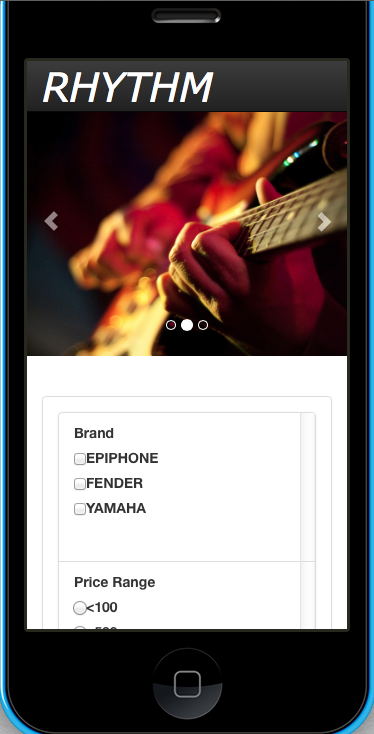 RHYTHM
Brand
EPIPHONE
FENDER
YAMAHA
Price Range
<100